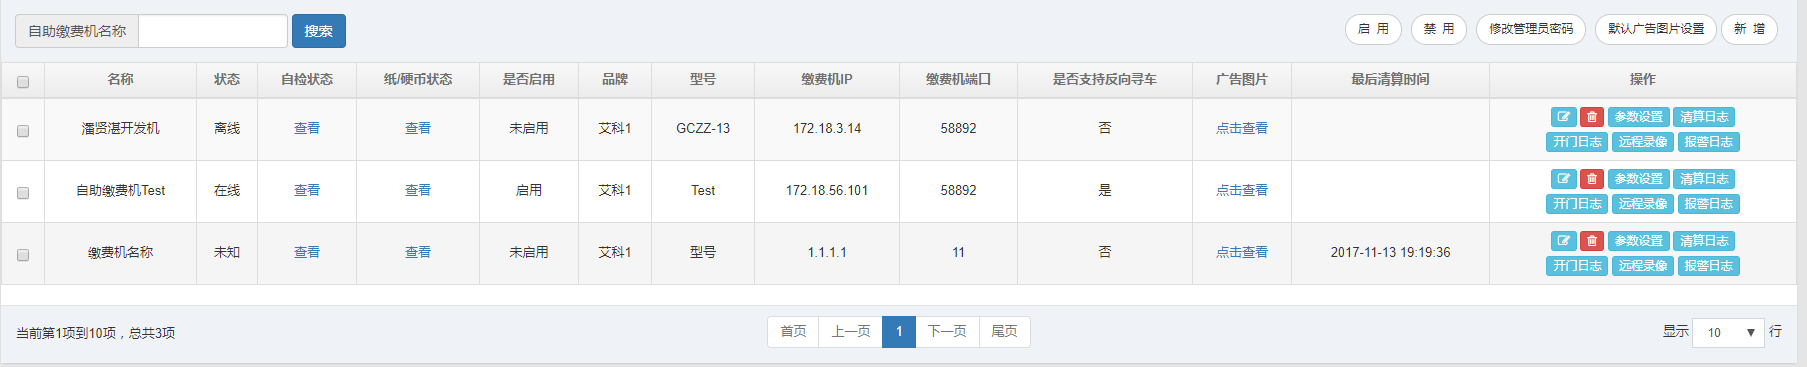 自助缴费机名称 搜索 启 用 禁 用 修改管理员密码 默认广告图片设置 新 增
名称 状态 自检状态 纸/硬币状态 是否启用 品牌 型号 缴费机IP 缴费机端口 是否支持反向寻车 广告图片 最后清算时间 操作
潘贤湛开发机 离线 查看 查看 未启用 艾科1 GCZZ-13 172.18.3.14 58892 否 点击查看 参数设置 清算日志
开门日志 远程录像 报警日志
自助缴费机Test 在线 查看 查看 启用 艾科1 Test 172.18.56.101 58892 是 点击查看 参数设置 清算日志
开门日志 远程录像 报警日志
缴费机名称 未知 查看 查看 未启用 艾科1 型号 1.1.1.1 11 否 点击查看 2017-11-13 19:19:36 参数设置 清算日志
开门日志 远程录像 报警日志
当前第1项到10项，总共3项 首页 上一页 1 下一页 尾页 显示 10 行